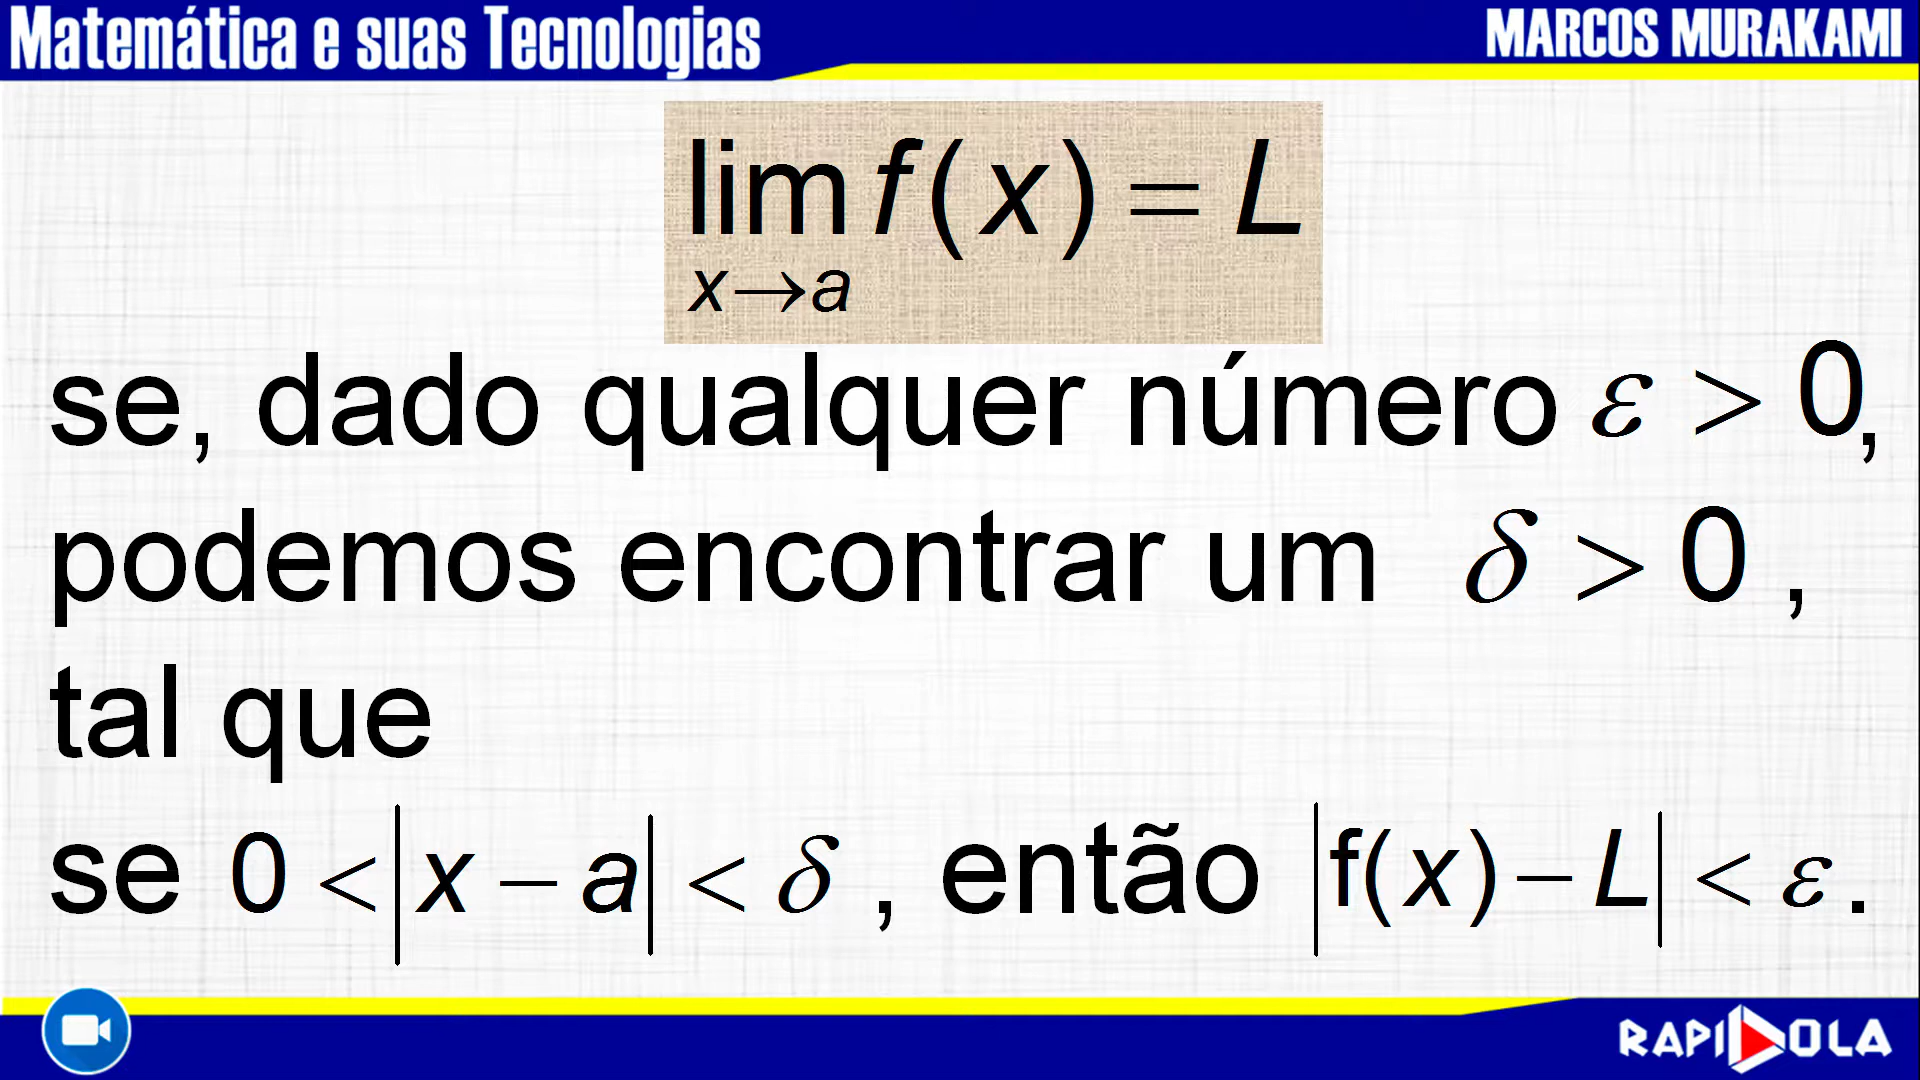 Matemática e suas Tecnologias
MARCOS MURAKAMI
lim f(x) = L
x→a
se, dado qualquer número ε > 0,
podemos encontrar um δ > 0 ,
tal que
se 0 < |x − a| < δ , então |f(x) − L| < ε .
RAPIDOLA